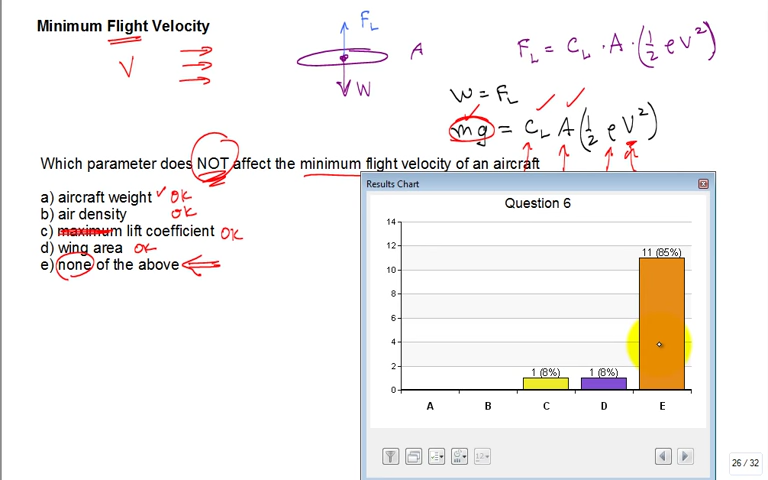 Minimum Flight Velocity
V
F_L
A
W
F_L = C_L · A · (½ ρ V²)
W = F_L
mg = C_L A (½ ρ V²)
Which parameter does NOT affect the minimum flight velocity of an aircraft
a) aircraft weight ✓ OK
b) air density OK
c) maximum lift coefficient OK
d) wing area OK
e) none of the above
Results Chart
Question 6
14
12
10
8
6
4
2
0
1 (8%)
1 (8%)
11 (85%)
A B C D E
26 / 32